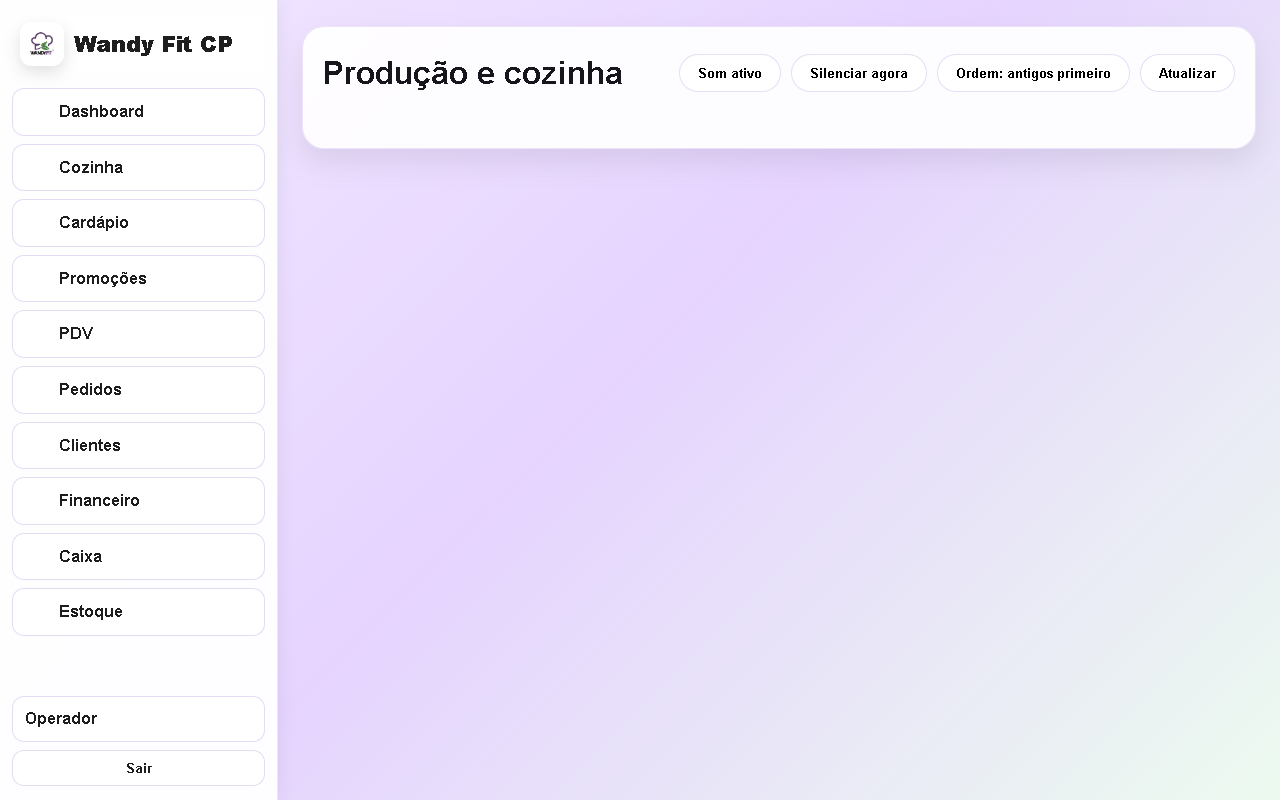 Wandy Fit CP
Dashboard
Cozinha
Cardápio
Promoções
PDV
Pedidos
Clientes
Financeiro
Caixa
Estoque
Operador
Sair
Produção e cozinha
Som ativo
Silenciar agora
Ordem: antigos primeiro
Atualizar